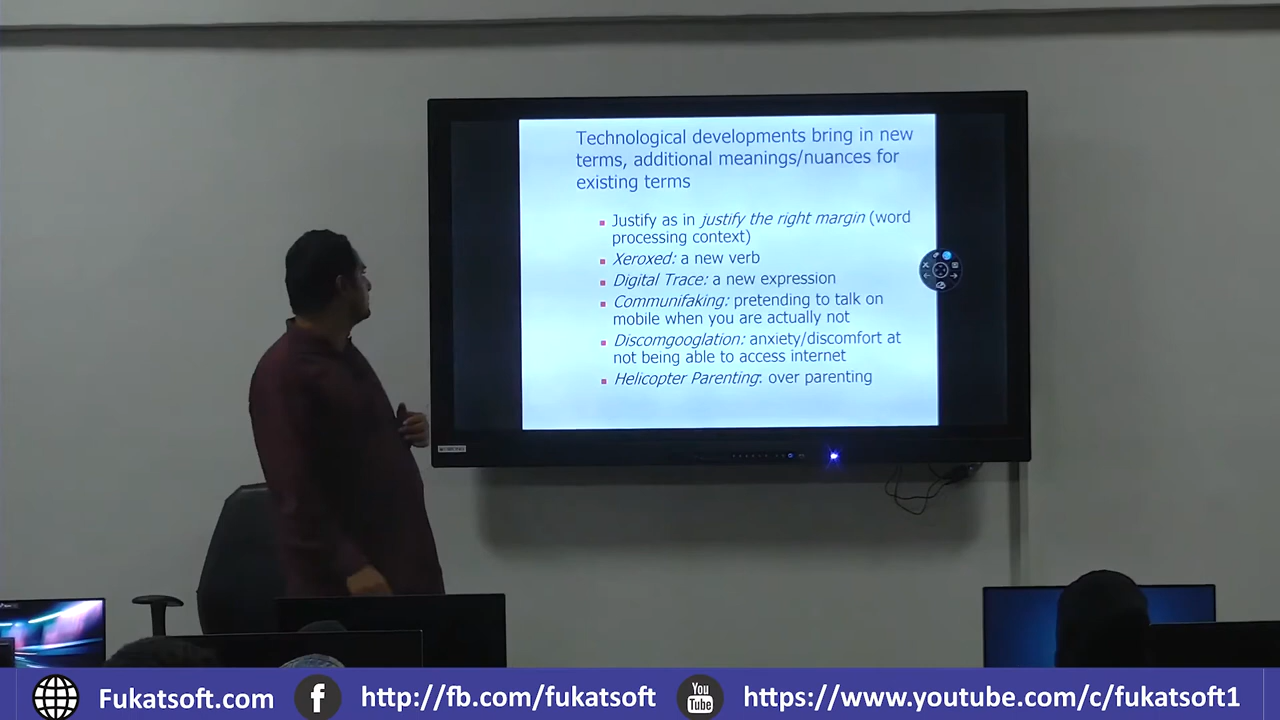 Technological developments bring in new
terms, additional meanings/nuances for
existing terms
Justify as in justify the right margin (word
processing context)
Xeroxed: a new verb
Digital Trace: a new expression
Communifaking: pretending to talk on
mobile when you are actually not
Discomgooglation: anxiety/discomfort at
not being able to access internet
Helicopter Parenting: over parenting
Fukatsoft.com
f
http://fb.com/fukatsoft
You
Tube
https://www.youtube.com/c/fukatsoft1